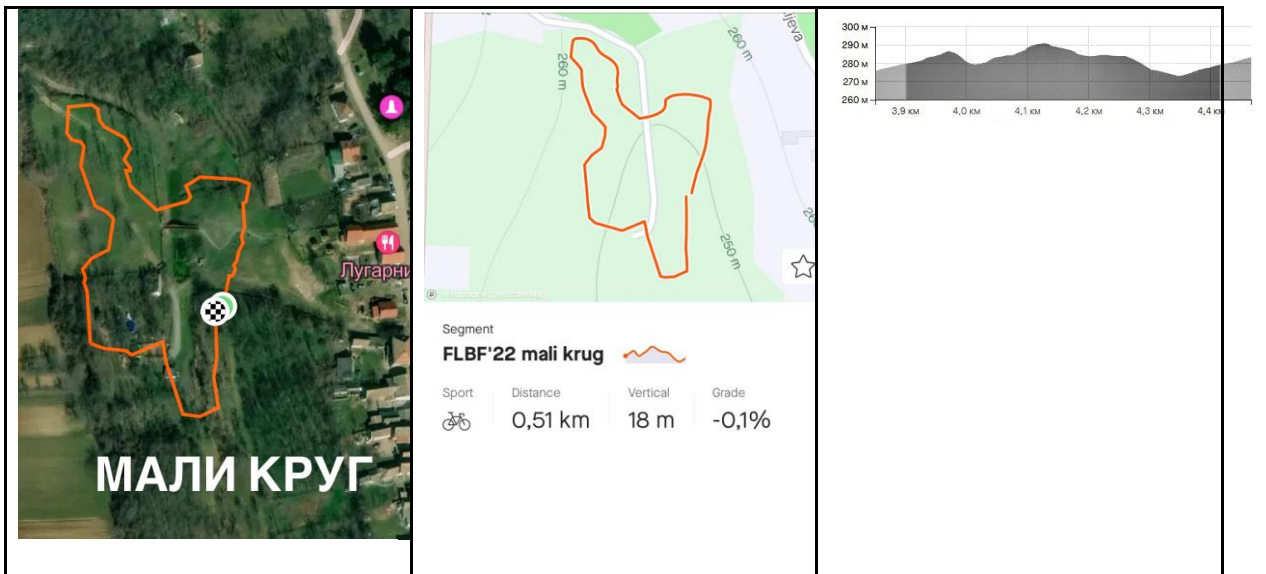 Лугарни
МАЛИ КРУГ
260 m
260 m
ijeva
250 m
26
Segment
FLBF'22 mali krug
Sport
Distance
Vertical
Grade
0,51 km
18 m
-0,1%
300 м
290 м
280 м
270 м
260 м
3,9 км
4,0 км
4,1 км
4,2 км
4,3 км
4,4